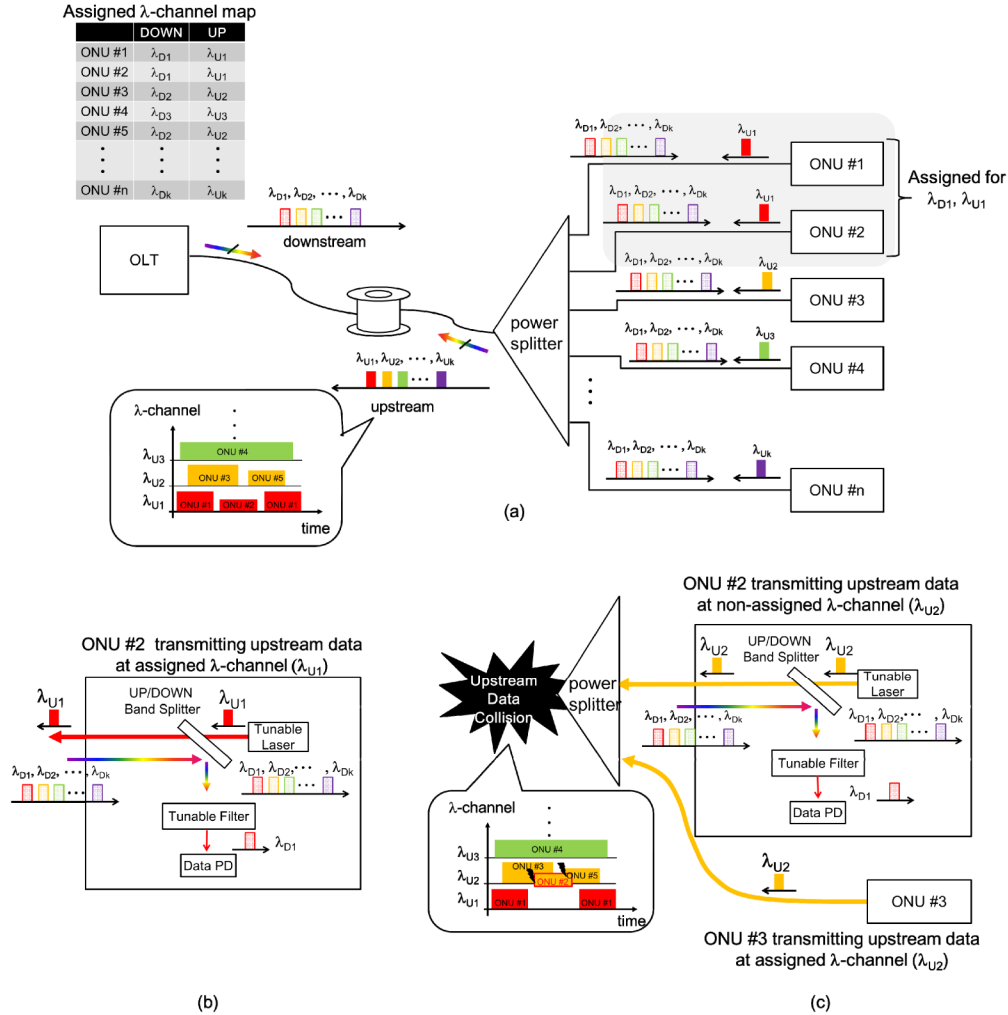 Assigned λ-channel map
DOWN UP
ONU #1 λD1 λU1
ONU #2 λD1 λU1
ONU #3 λD2 λU2
ONU #4 λD3 λU3
ONU #5 λD2 λU2
ONU #n λDk λUk
λD1, λD2, ···, λDk
downstream
OLT
λU1, λU2, ···, λUk
upstream
power
splitter
λD1, λD2, ···, λDk
λU1
ONU #1
λD1, λD2, ···, λDk
λU1
ONU #2
Assigned for
λD1, λU1
λD1, λD2, ···, λDk
λU2
ONU #3
λD1, λD2, ···, λDk
λU3
ONU #4
λD1, λD2, ···, λDk
λUk
ONU #n
λ-channel
λU3 ONU #4
λU2 ONU #3 ONU #5
λU1 ONU #1 ONU #2 ONU #1
time
(a)
ONU #2 transmitting upstream data
at assigned λ-channel (λU1)
UP/DOWN
Band Splitter
λU1
λU1
Tunable
Laser
λD1, λD2, ···, λDk
λD1, λD2, ···, λDk
Tunable Filter
λD1
Data PD
(b)
ONU #2 transmitting upstream data
at non-assigned λ-channel (λU2)
UP/DOWN
Band Splitter
λU2
λU2
Tunable
Laser
Upstream
Data
Collision
power
splitter
λD1, λD2, ···, λDk
λD1, λD2, ···, λDk
Tunable Filter
λD1
Data PD
λ-channel
λU3 ONU #4
λU2 ONU #3 ONU #2 ONU #5
λU1 ONU #1 ONU #1
time
λU2
ONU #3
ONU #3 transmitting upstream data
at assigned λ-channel (λU2)
(c)